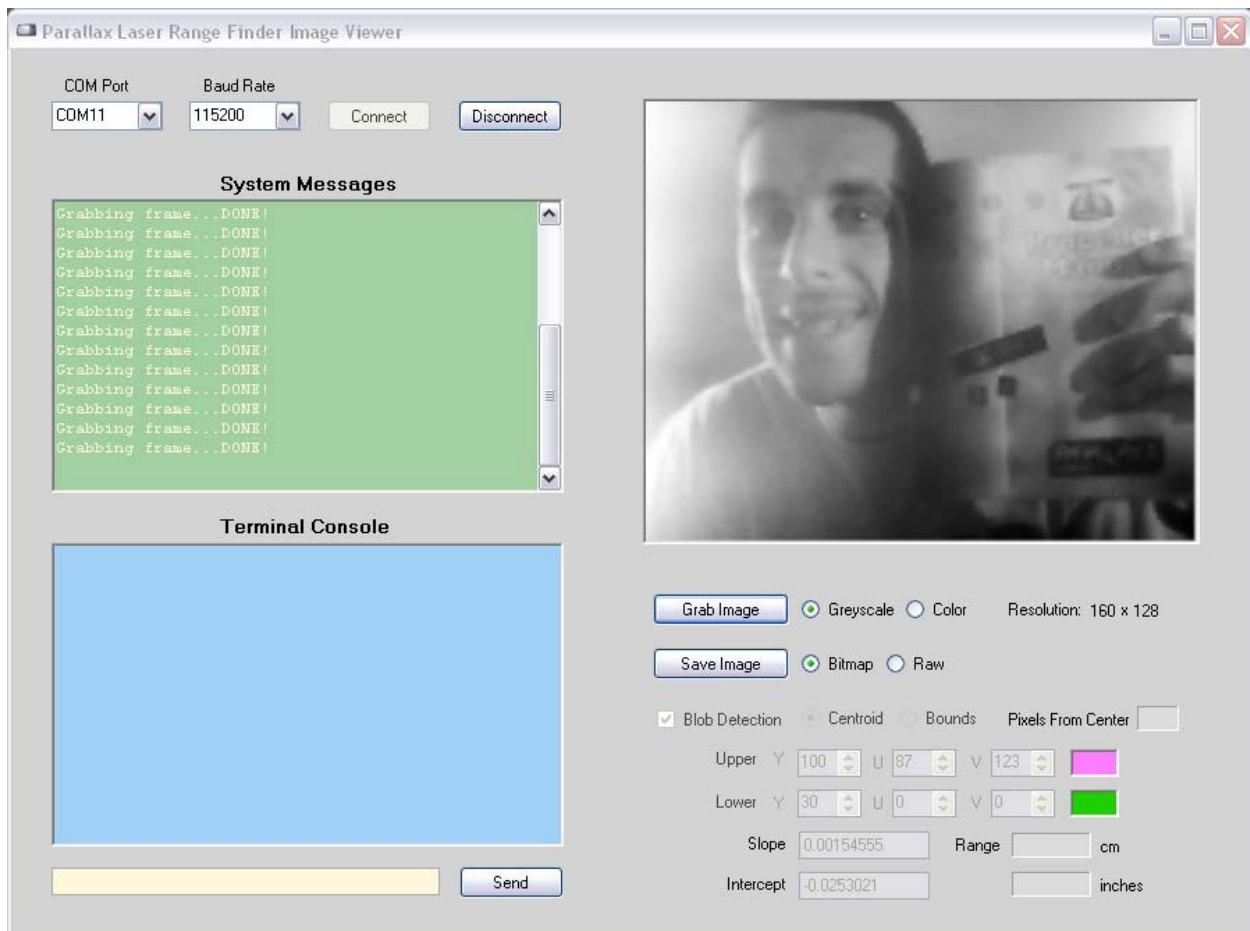 Parallax Laser Range Finder Image Viewer
COM Port Baud Rate
COM11 115200 Connect Disconnect
System Messages
Grabbing frame...DONE!
Grabbing frame...DONE!
Grabbing frame...DONE!
Grabbing frame...DONE!
Grabbing frame...DONE!
Grabbing frame...DONE!
Grabbing frame...DONE!
Grabbing frame...DONE!
Grabbing frame...DONE!
Grabbing frame...DONE!
Grabbing frame...DONE!
Grabbing frame...DONE!
Grabbing frame...DONE!
Terminal Console
Send
Propeller
Grab Image Greyscale Color Resolution: 160 x 128
Save Image Bitmap Raw
Blob Detection Centroid Bounds Pixels From Center
Upper Y 100 U 87 V 123
Lower Y 30 U 0 V 0
Slope 0.00154555 Range cm
Intercept -0.0253021 inches